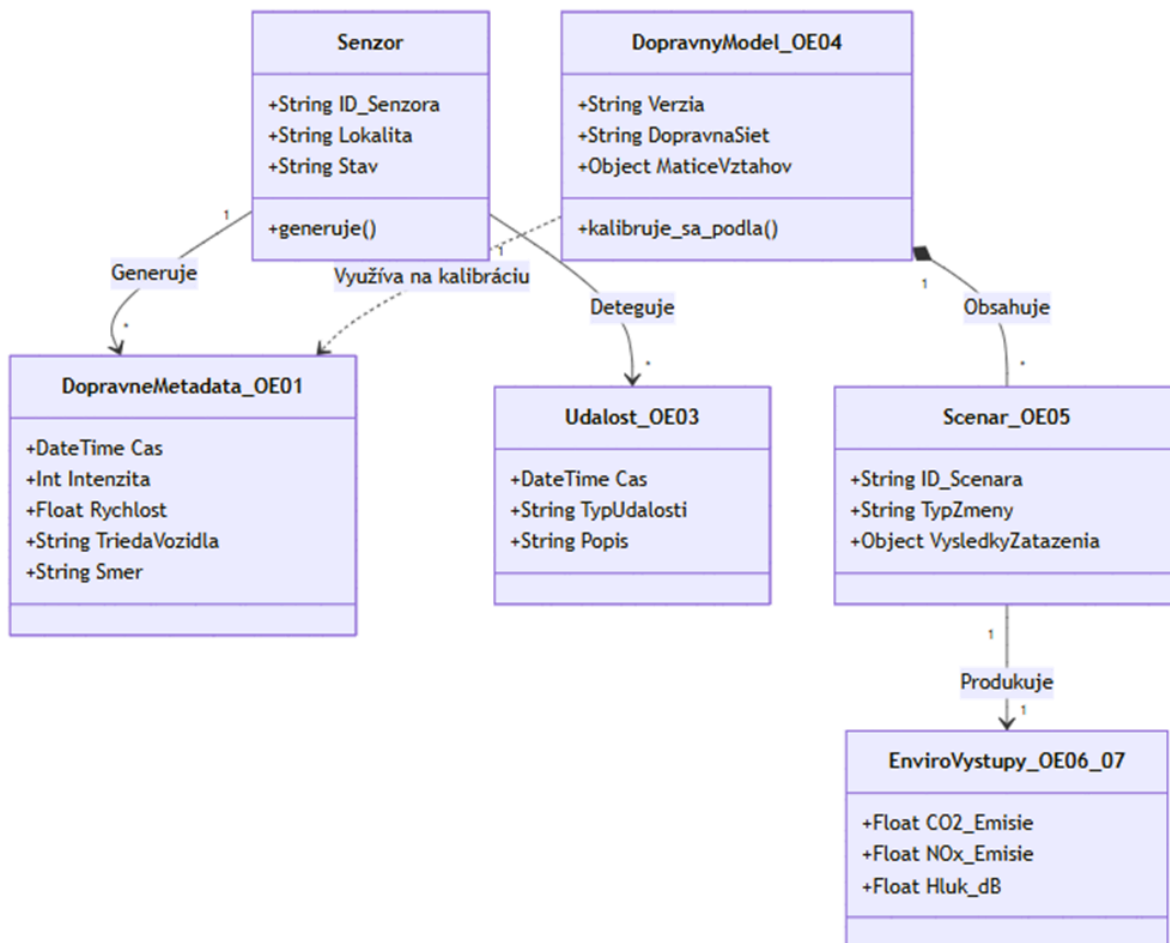 Senzor
+String ID_Senzora
+String Lokalita
+String Stav
+generuje()
DopravnyModel_OE04
+String Verzia
+String DopravnaSiet
+Object MaticeVztahov
+kalibruje_sa_podla()
1
Generuje
*
1
Využíva na kalibráciu
Deteguje
*
1
Obsahuje
*
DopravneMetadata_OE01
+DateTime Cas
+Int Intenzita
+Float Rychlost
+String TriedaVozidla
+String Smer
Udalost_OE03
+DateTime Cas
+String TypUdalosti
+String Popis
Scenar_OE05
+String ID_Scenara
+String TypZmeny
+Object VysledkyZatazenia
1
Produkuje
1
EnviroVystupy_OE06_07
+Float CO2_Emisie
+Float NOx_Emisie
+Float Hluk_dB